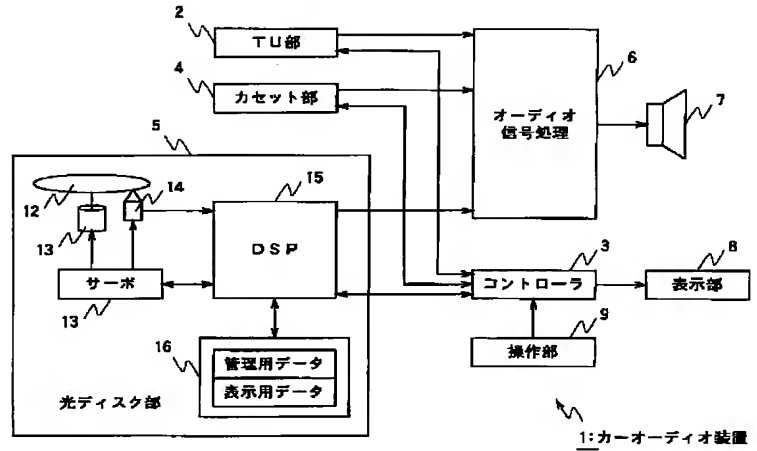 2
TU部
4
カセット部
6
オーディオ
信号処理
7
5
12
14
13
15
DSP
サーボ
13
3
コントローラ
8
表示部
9
操作部
16
管理用データ
表示用データ
光ディスク部
1:カーオーディオ装置